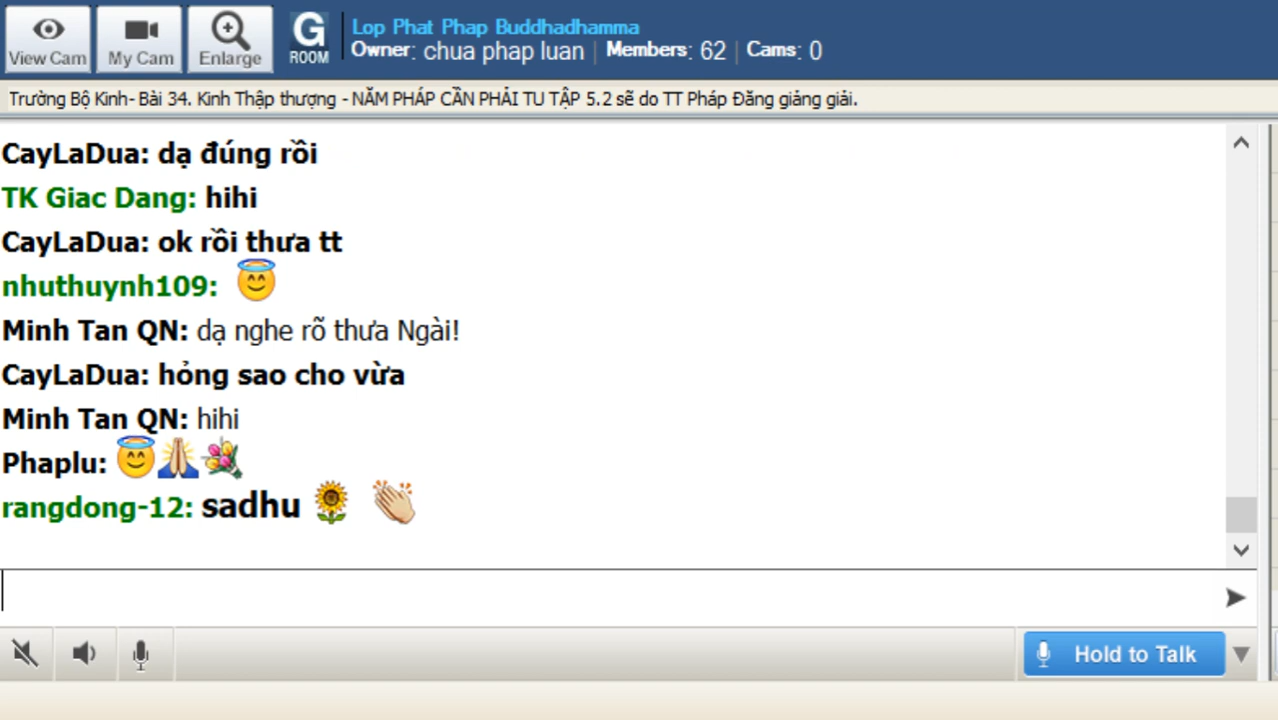 View Cam
My Cam
Enlarge
G
ROOM
Lop Phat Phap Buddhadhamma
Owner: chua phap luan | Members: 62 | Cams: 0
Trường Bộ Kinh- Bài 34. Kinh Thập thượng - NĂM PHÁP CẦN PHẢI TU TẬP 5.2 sẽ do TT Pháp Đăng giảng giải.
CayLaDua: dạ đúng rồi
TK Giac Dang: hihi
CayLaDua: ok rồi thưa tt
nhuthuynh109: 😇
Minh Tan QN: dạ nghe rõ thưa Ngài!
CayLaDua: hỏng sao cho vừa
Minh Tan QN: hihi
Phaplu: 😇🙏💐
rangdong-12: sadhu 🌻 👏
Hold to Talk